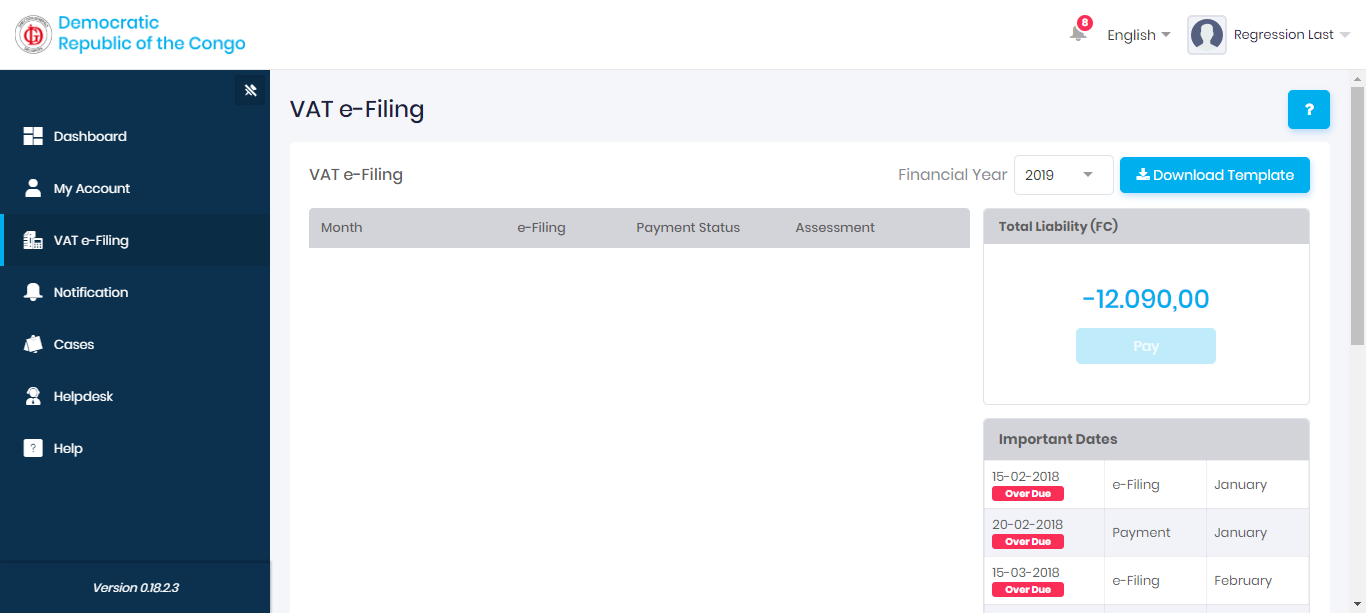 Democratic
Republic of the Congo
8
English
Regression Last
Dashboard
My Account
VAT e-Filing
Notification
Cases
Helpdesk
? Help
Version 0.18.2.3
VAT e-Filing
?
VAT e-Filing
Financial Year 2019 Download Template
Month e-Filing Payment Status Assessment
Total Liability (FC)
-12.090,00
Pay
Important Dates
15-02-2018
Over Due
e-Filing January
20-02-2018
Over Due
Payment January
15-03-2018
Over Due
e-Filing February